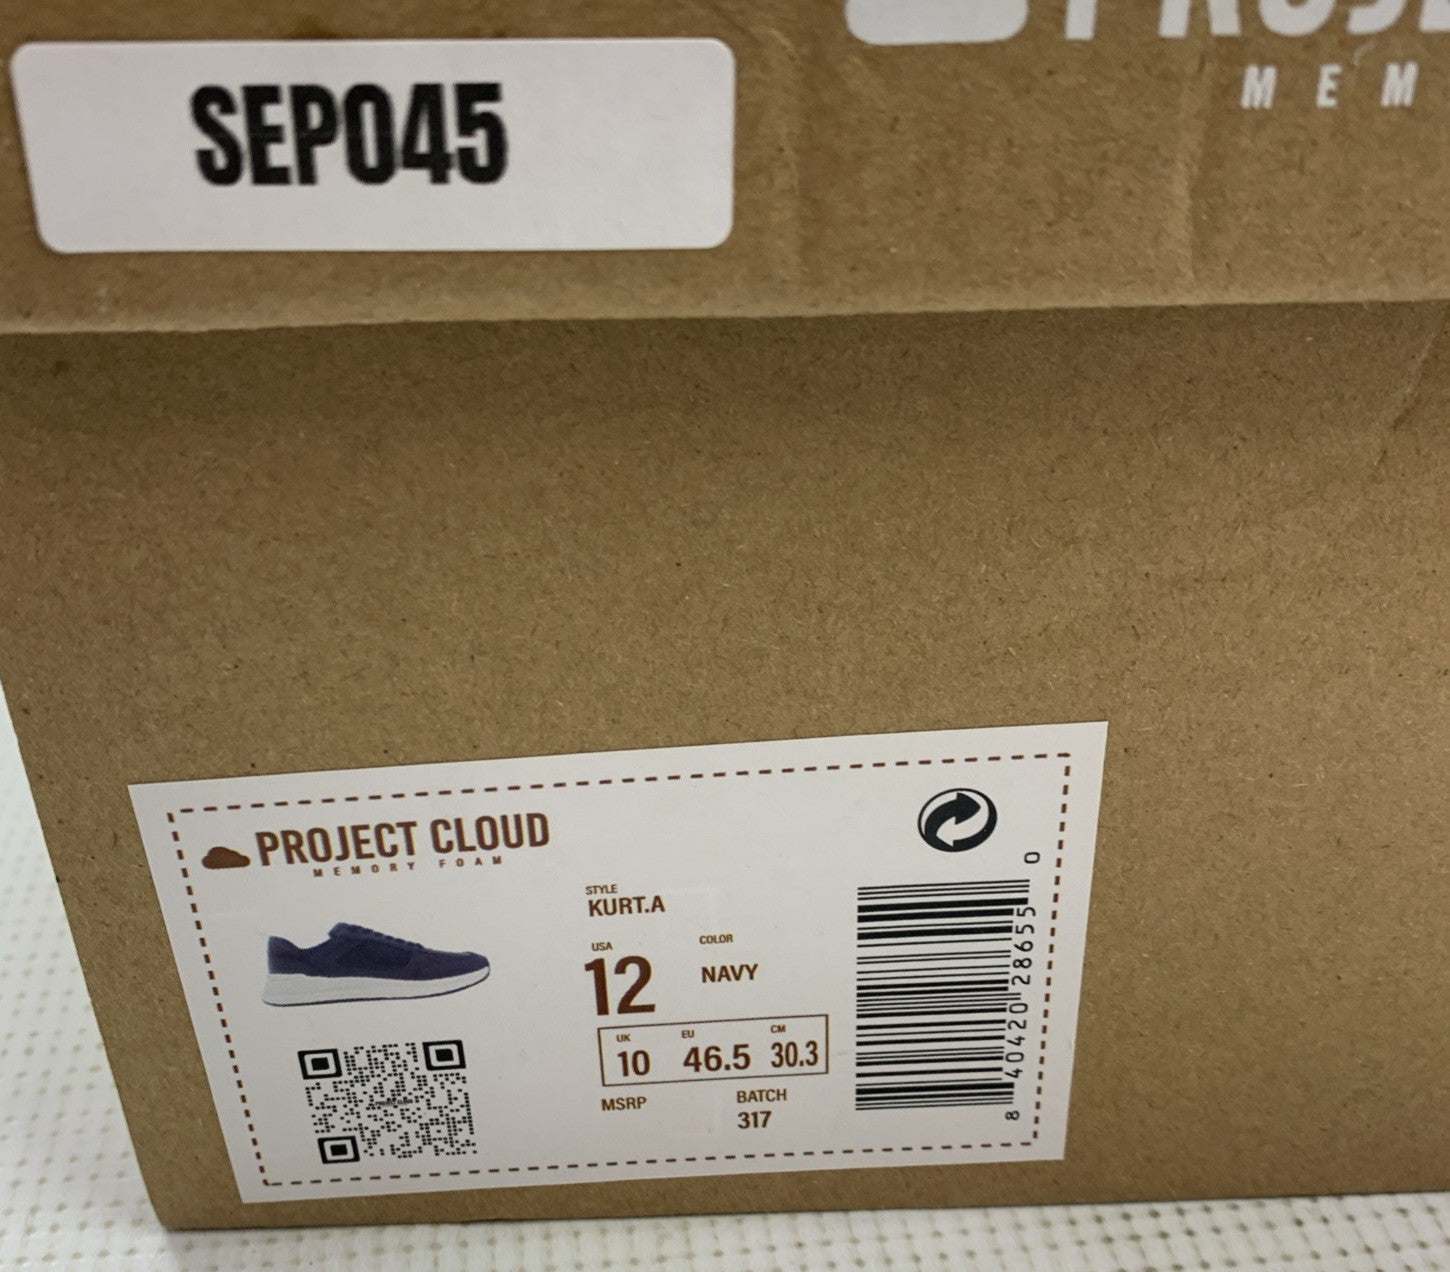 SEP045
MEM
PROJECT CLOUD
MEMORY FOAM
STYLE
KURT.A
USA
COLOR
12
NAVY
UK EU CM
10 46.5 30.3
MSRP
BATCH
317
8 40420 28655 0